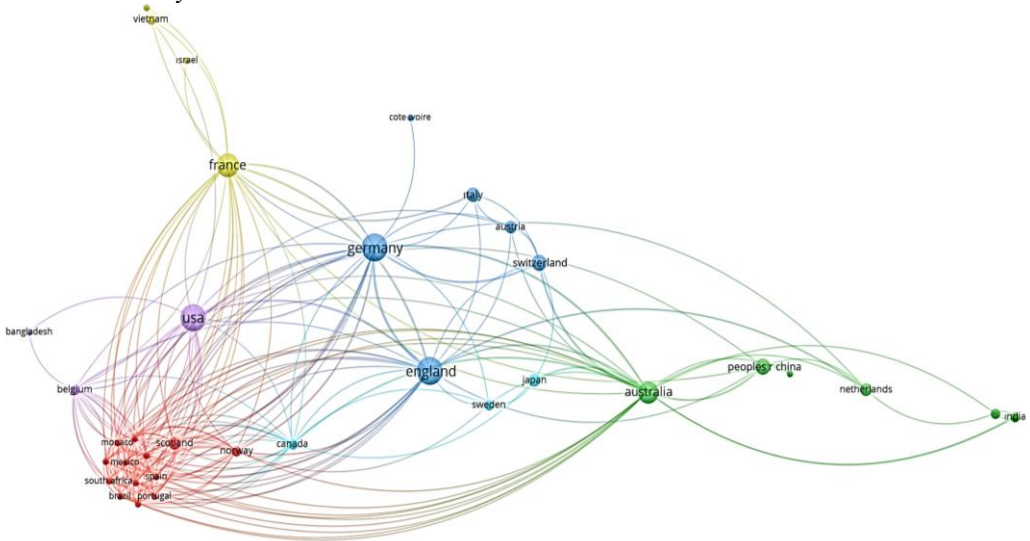 vietnam
israel
cote ivoire
france
italy
austria
germany
switzerland
usa
bangladesh
england
peoples r china
japan
belgium
australia
netherlands
sweden
india
monaco
scotland
canada
norway
mexico
spain
south africa
brazil
portugal